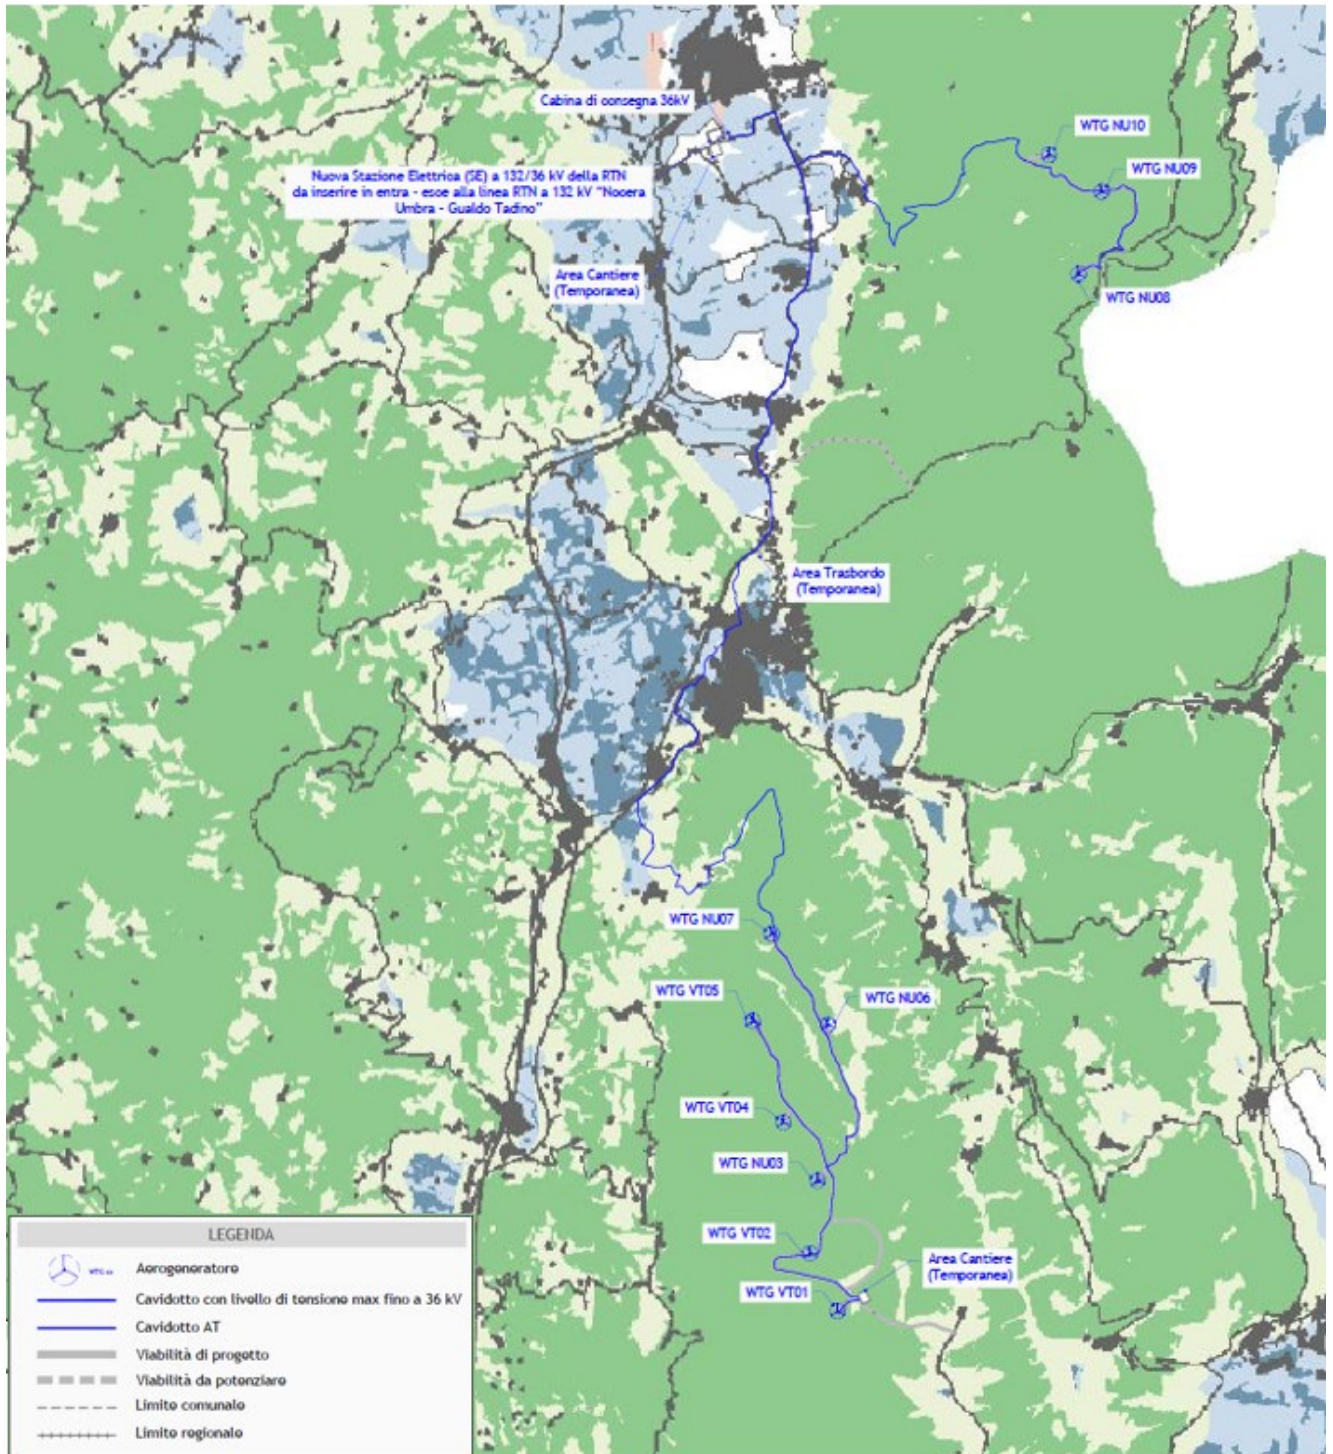 Cabina di consegna 36kV
WTG NU10
WTG NU09
Nuova Stazione Elettrica (SE) a 132/36 kV della RTN
da inserire in entra - esce alla linea RTN a 132 kV "Nocera
Umbra - Gualdo Tadino"
Area Cantiere
(Temporanea)
WTG NU08
Area Trasbordo
(Temporanea)
WTG NU07
WTG VT05
WTG NU06
WTG VT04
WTG NU03
WTG VT02
Area Cantiere
(Temporanea)
WTG VT01
LEGENDA
Aerogeneratore
Cavidotto con livello di tensione max fino a 36 kV
Cavidotto AT
Viabilità di progetto
Viabilità da potenziare
Limite comunale
Limite regionale